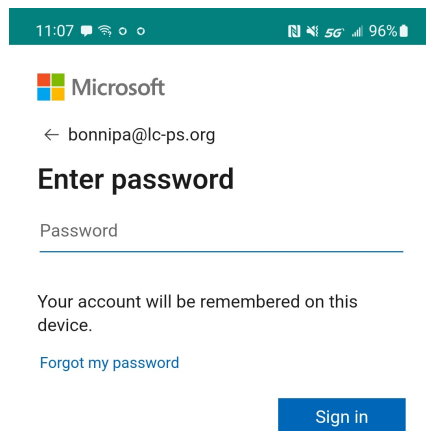 11:07 5G 96%
Microsoft
← bonnipa@lc-ps.org
Enter password
Password
Your account will be remembered on this
device.
Forgot my password
Sign in